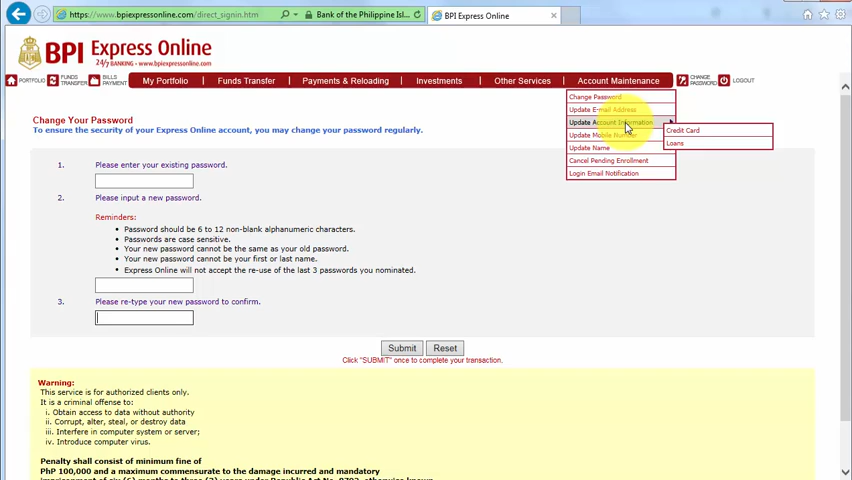 https://www.bpiexpressonline.com/direct_signin.htm
Bank of the Philippine Isl...
BPI Express Online
BPI Express Online
24/7 BANKING • www.bpiexpressonline.com
PORTFOLIO
FUNDS TRANSFER
BILLS PAYMENT
My Portfolio
Funds Transfer
Payments & Reloading
Investments
Other Services
Account Maintenance
CHANGE PASSWORD
LOGOUT
Change Password
Update E-mail Address
Update Account Information
Update Mobile Number
Update Name
Cancel Pending Enrollment
Login Email Notification
Credit Card
Loans
Change Your Password
To ensure the security of your Express Online account, you may change your password regularly.
1. Please enter your existing password.
2. Please input a new password.
Reminders:
• Password should be 6 to 12 non-blank alphanumeric characters.
• Passwords are case sensitive.
• Your new password cannot be the same as your old password.
• Your new password cannot be your first or last name.
• Express Online will not accept the re-use of the last 3 passwords you nominated.
3. Please re-type your new password to confirm.
Submit
Reset
Click "SUBMIT" once to complete your transaction.
Warning:
This service is for authorized clients only.
It is a criminal offense to:
i. Obtain access to data without authority
ii. Corrupt, alter, steal, or destroy data
iii. Interfere in computer system or server;
iv. Introduce computer virus.
Penalty shall consist of minimum fine of
PhP 100,000 and a maximum commensurate to the damage incurred and mandatory